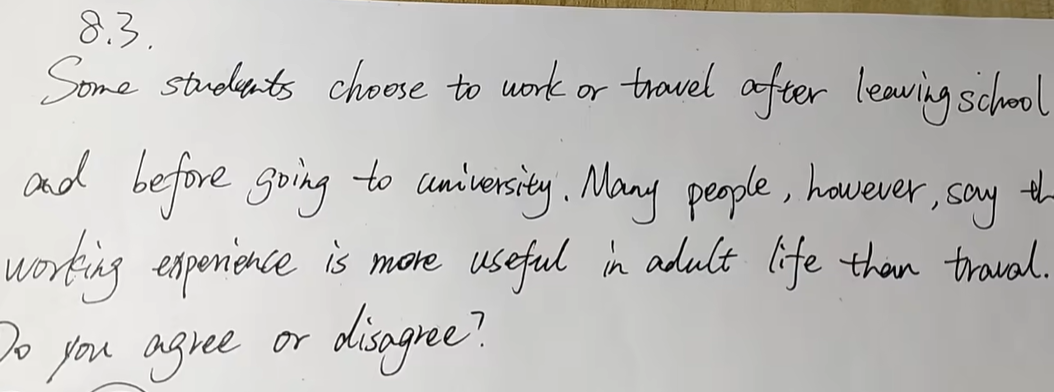 8.3.
Some students choose to work or travel after leaving school
and before going to university. Many people, however, say th
working experience is more useful in adult life than traval.
Do you agree or disagree?